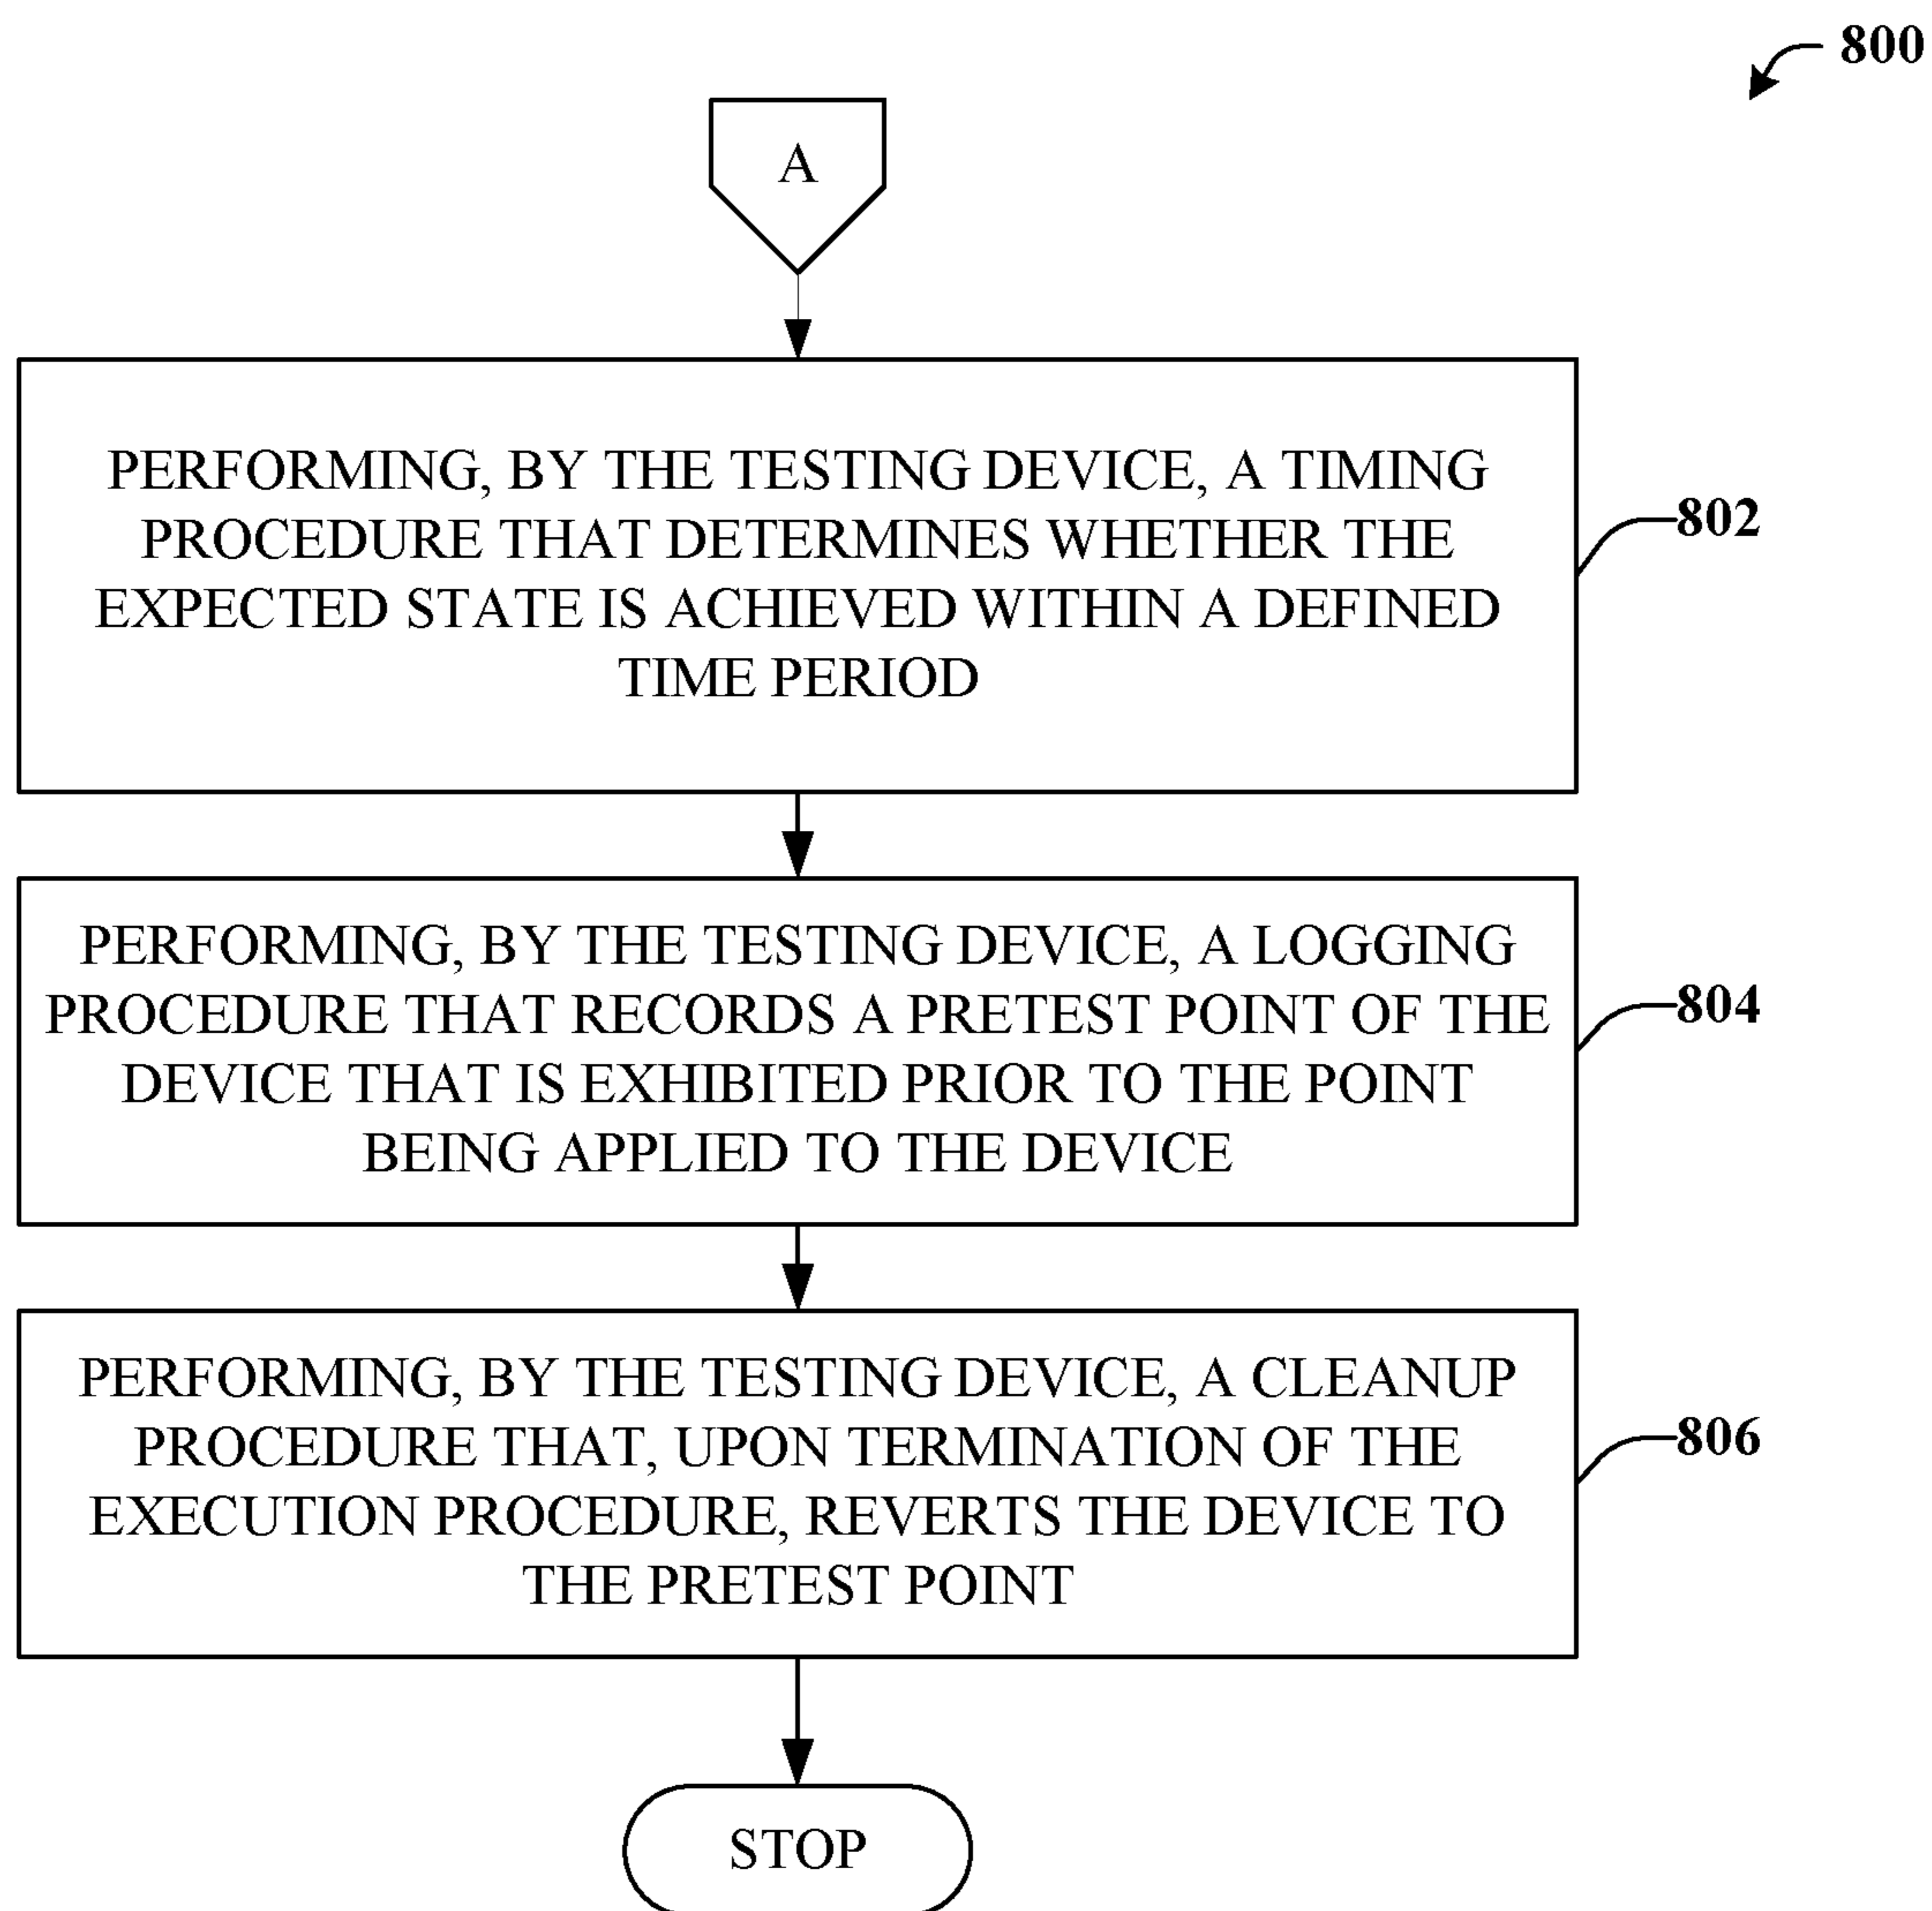 800
A
PERFORMING, BY THE TESTING DEVICE, A TIMING
PROCEDURE THAT DETERMINES WHETHER THE
EXPECTED STATE IS ACHIEVED WITHIN A DEFINED
TIME PERIOD
802
PERFORMING, BY THE TESTING DEVICE, A LOGGING
PROCEDURE THAT RECORDS A PRETEST POINT OF THE
DEVICE THAT IS EXHIBITED PRIOR TO THE POINT
BEING APPLIED TO THE DEVICE
804
PERFORMING, BY THE TESTING DEVICE, A CLEANUP
PROCEDURE THAT, UPON TERMINATION OF THE
EXECUTION PROCEDURE, REVERTS THE DEVICE TO
THE PRETEST POINT
806
STOP